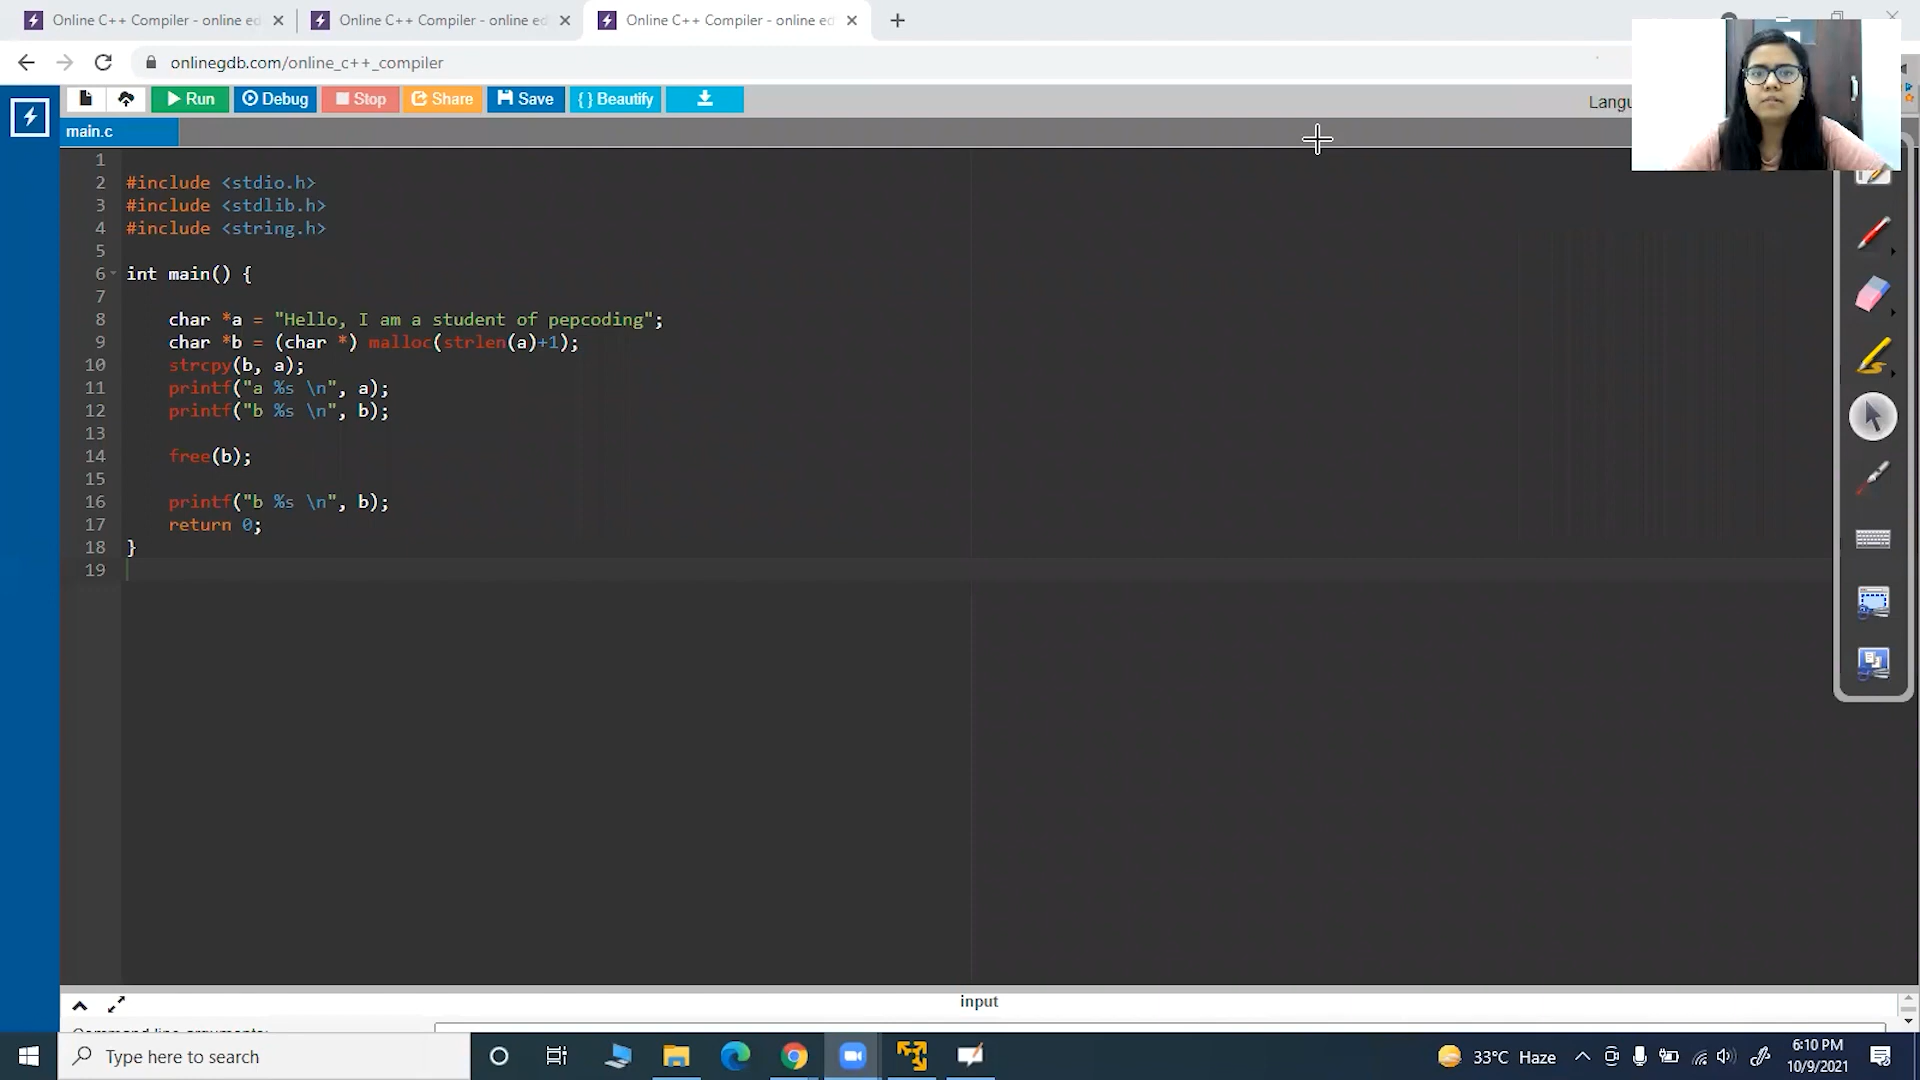 Online C++ Compiler - online ed
Online C++ Compiler - online ed
Online C++ Compiler - online ed
onlinegdb.com/online_c++_compiler
Run
Debug
Stop
Share
Save
{ } Beautify
main.c
1
2 #include <stdio.h>
3 #include <stdlib.h>
4 #include <string.h>
5
6 int main() {
7
8 char *a = "Hello, I am a student of pepcoding";
9 char *b = (char *) malloc(strlen(a)+1);
10 strcpy(b, a);
11 printf("a %s \n", a);
12 printf("b %s \n", b);
13
14 free(b);
15
16 printf("b %s \n", b);
17 return 0;
18 }
19
input
Type here to search
33°C Haze
6:10 PM
10/9/2021